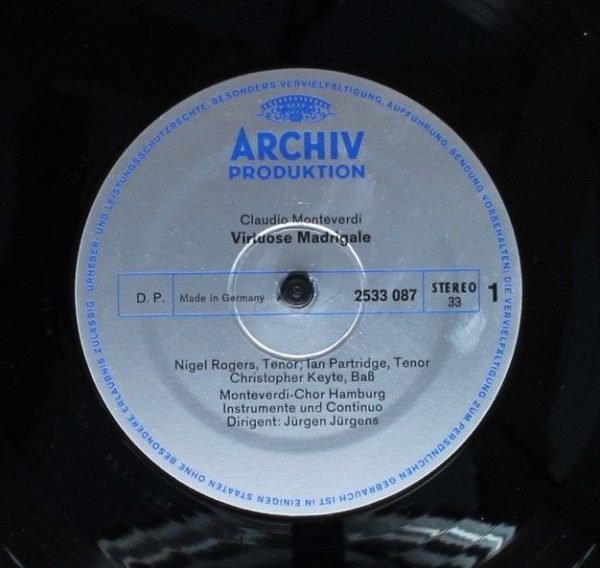 URHEBER- UND LEISTUNGSSCHUTZRECHTE, BESONDERS VERVIELFÄLTIGUNG, AUFFÜHRUNG, SENDUNG VORBEHALTEN; DIE VERVIELFÄLTIGUNG ZUM PERSÖNLICHEN GEBRAUCH IST IN EINIGEN STAATEN OHNE BESONDERE ERLAUBNIS ZULÄSSIG
ARCHIV
PRODUKTION
Claudio Monteverdi
Virtuose Madrigale
D. P. Made in Germany 2533 087 STEREO 33 1
Nigel Rogers, Tenor; Ian Partridge, Tenor
Christopher Keyte, Baß
Monteverdi-Chor Hamburg
Instrumente und Continuo
Dirigent: Jürgen Jürgens